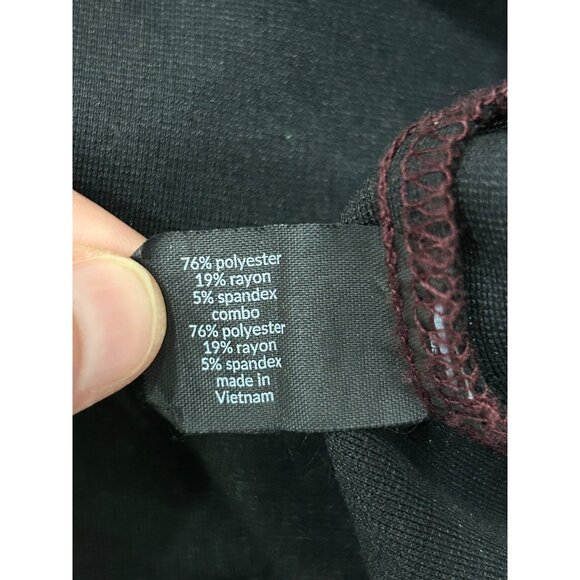 76% polyester
19% rayon
5% spandex
combo
76% polyester
19% rayon
5% spandex
made in
Vietnam